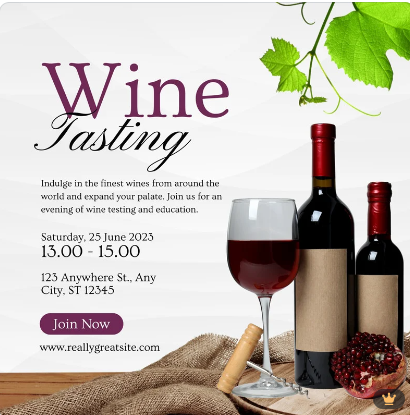 Wine
Tasting
Indulge in the finest wines from around the
world and expand your palate. Join us for an
evening of wine testing and education.
Saturday, 25 June 2023
13.00 - 15.00
123 Anywhere St., Any
City, ST 12345
Join Now
www.reallygreatsite.com